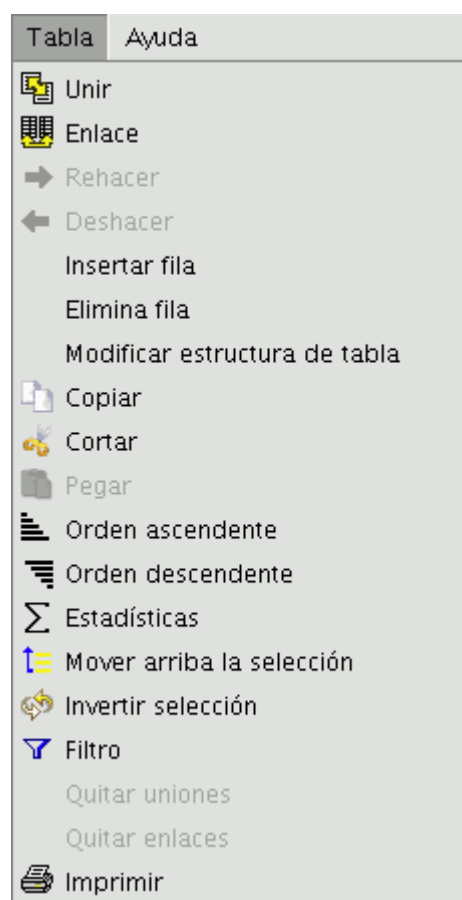 Tabla Ayuda
Unir
Enlace
Rehacer
Deshacer
Insertar fila
Elimina fila
Modificar estructura de tabla
Copiar
Cortar
Pegar
Orden ascendente
Orden descendente
Estadísticas
Mover arriba la selección
Invertir selección
Filtro
Quitar uniones
Quitar enlaces
Imprimir